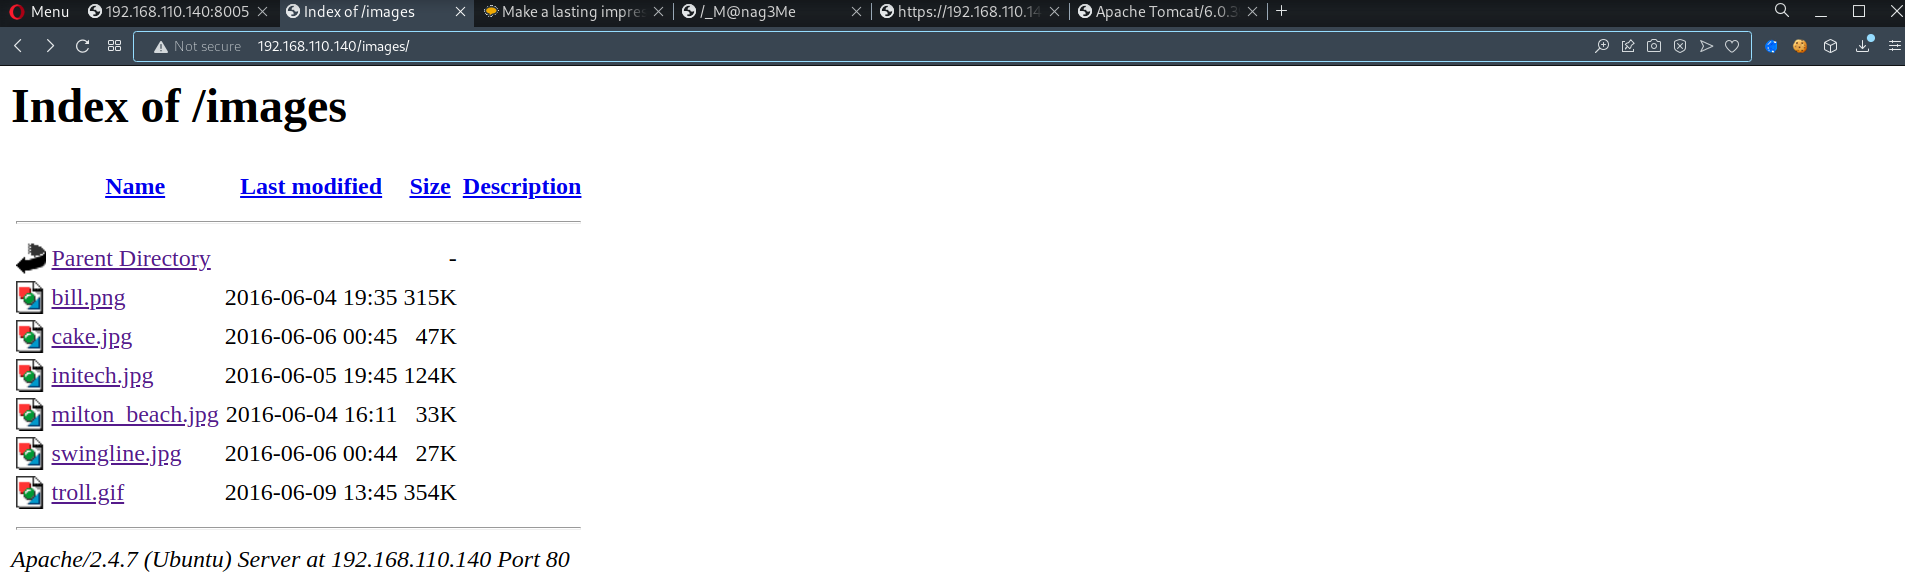 Menu 192.168.110.140:8005 Index of /images Make a lasting impres /_M@nag3Me https://192.168.110.14 Apache Tomcat/6.0.3
Not secure 192.168.110.140/images/
Index of /images
Name Last modified Size Description
Parent Directory -
bill.png 2016-06-04 19:35 315K
cake.jpg 2016-06-06 00:45 47K
initech.jpg 2016-06-05 19:45 124K
milton_beach.jpg 2016-06-04 16:11 33K
swingline.jpg 2016-06-06 00:44 27K
troll.gif 2016-06-09 13:45 354K
Apache/2.4.7 (Ubuntu) Server at 192.168.110.140 Port 80